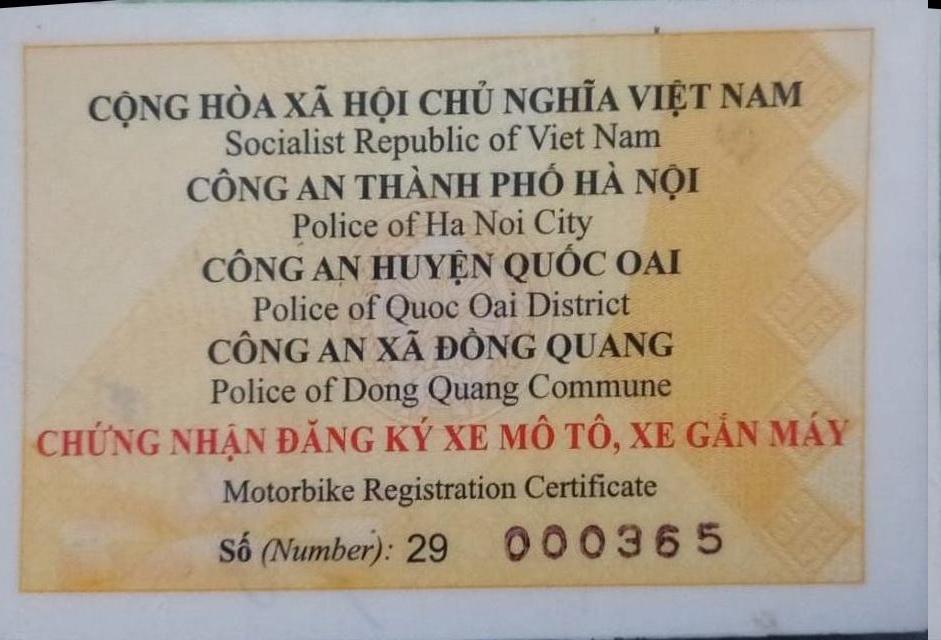 CỘNG HÒA XÃ HỘI CHỦ NGHĨA VIỆT NAM
Socialist Republic of Viet Nam
CÔNG AN THÀNH PHỐ HÀ NỘI
Police of Ha Noi City
CÔNG AN HUYỆN QUỐC OAI
Police of Quoc Oai District
CÔNG AN XÃ ĐỒNG QUANG
Police of Dong Quang Commune
CHỨNG NHẬN ĐĂNG KÝ XE MÔ TÔ, XE GẮN MÁY
Motorbike Registration Certificate
Số (Number): 29 000365